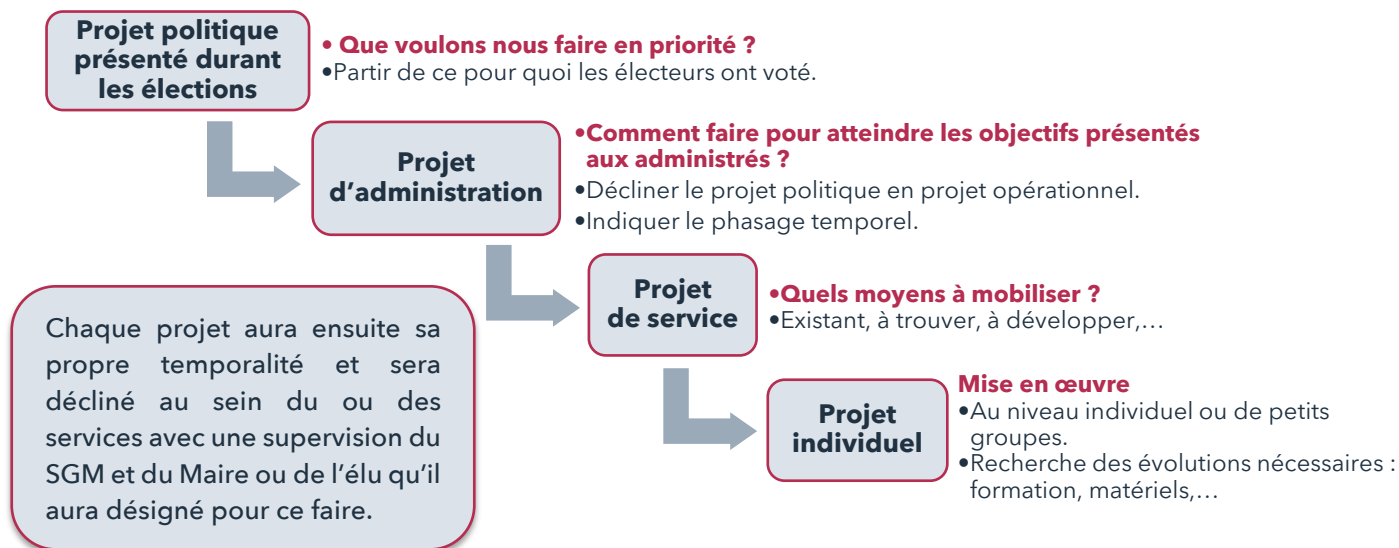 Projet politique
présenté durant
les élections
• Que voulons nous faire en priorité ?
•Partir de ce pour quoi les électeurs ont voté.
Projet
d’administration
•Comment faire pour atteindre les objectifs présentés
aux administrés ?
•Décliner le projet politique en projet opérationnel.
•Indiquer le phasage temporel.
Projet
de service
•Quels moyens à mobiliser ?
•Existant, à trouver, à développer,…
Projet
individuel
Mise en œuvre
•Au niveau individuel ou de petits
groupes.
•Recherche des évolutions nécessaires :
formation, matériels,…
Chaque projet aura ensuite sa
propre temporalité et sera
décliné au sein du ou des
services avec une supervision du
SGM et du Maire ou de l’élu qu’il
aura désigné pour ce faire.